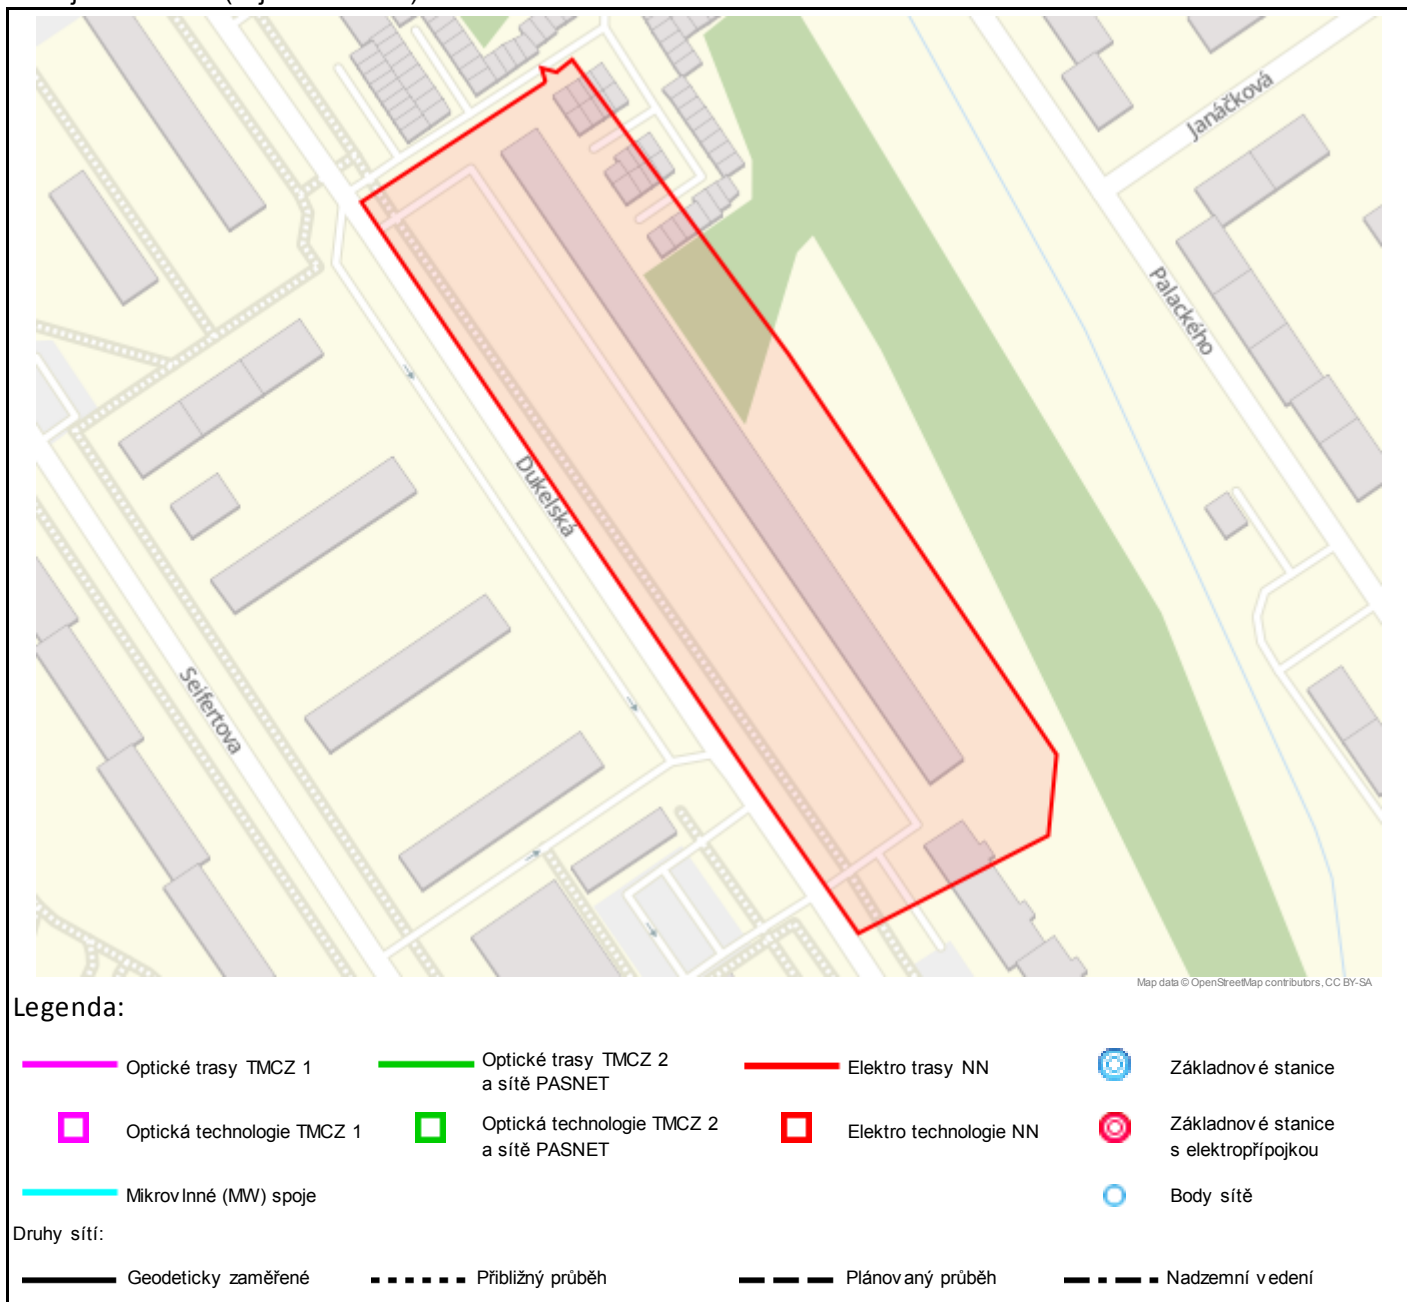 Janáčková
Palackého
Dukelská
Seifertova
Map data © OpenStreetMap contributors, CC BY-SA
Legenda:
Optické trasy TMCZ 1
Optické trasy TMCZ 2
a sítě PASNET
Elektro trasy NN
Základnové stanice
Optická technologie TMCZ 1
Optická technologie TMCZ 2
a sítě PASNET
Elektro technologie NN
Základnové stanice
s elektropřípojkou
Mikrovlnné (MW) spoje
Body sítě
Druhy sítí:
Geodeticky zaměřené
Přibližný průběh
Plánovaný průběh
Nadzemní vedení